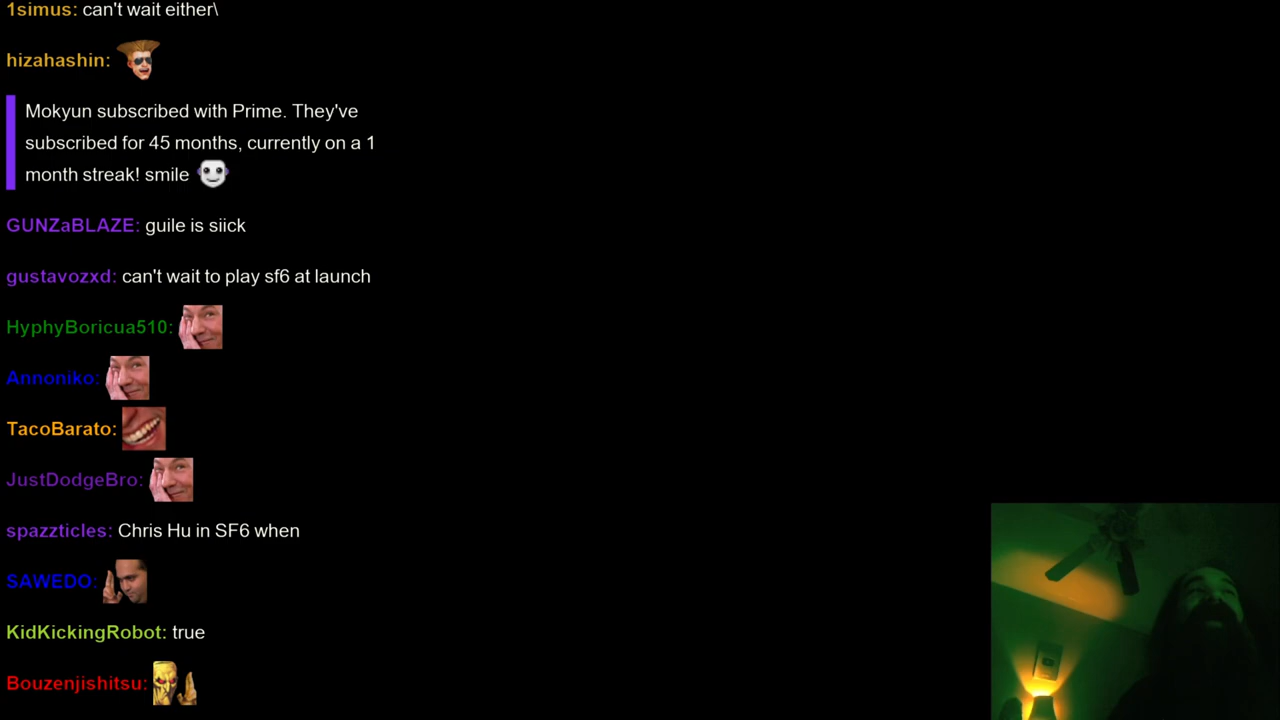 1simus: can't wait either\
hizahashin:
Mokyun subscribed with Prime. They've
subscribed for 45 months, currently on a 1
month streak! smile
GUNZaBLAZE: guile is siick
gustavozxd: can't wait to play sf6 at launch
HyphyBoricua510:
Annoniko:
TacoBarato:
JustDodgeBro:
spazzticles: Chris Hu in SF6 when
SAWEDO:
KidKickingRobot: true
Bouzenjishitsu: